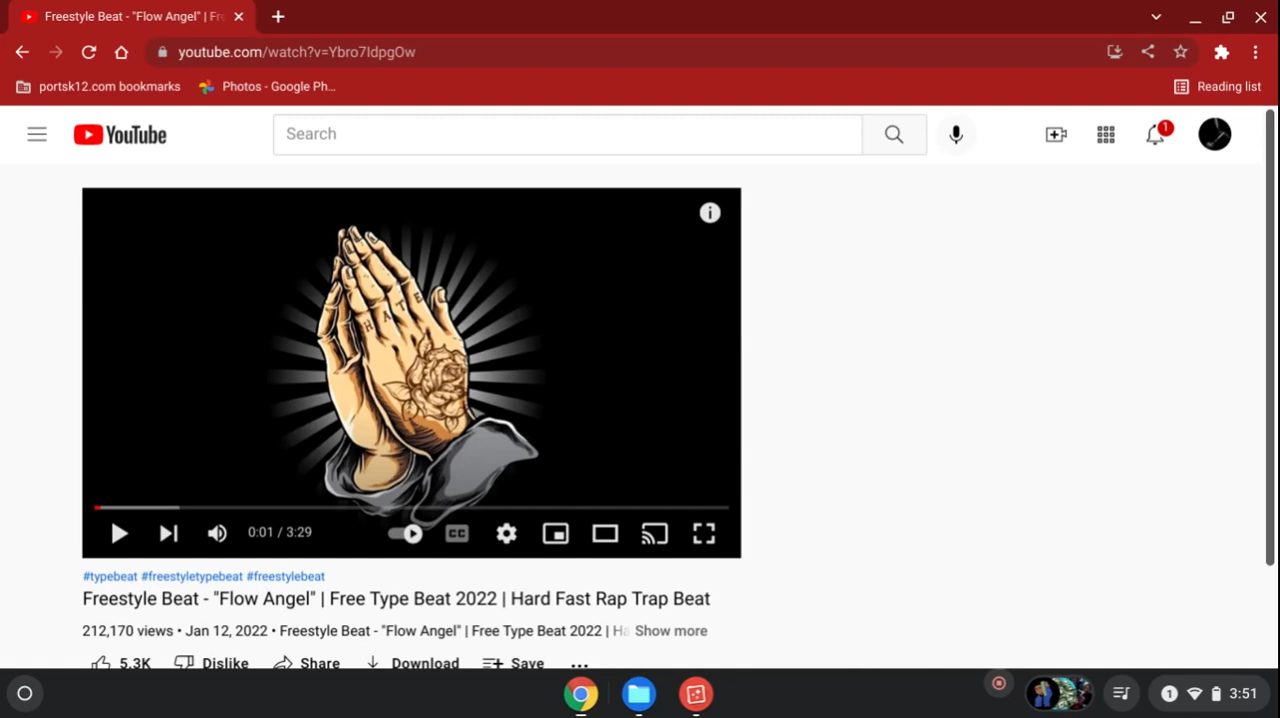 Freestyle Beat - "Flow Angel" | Fre
youtube.com/watch?v=Ybro7IdpgOw
portsk12.com bookmarks
Photos - Google Ph...
Reading list
YouTube
Search
1
HATE
0:01 / 3:29
CC
#typebeat #freestyletypebeat #freestylebeat
Freestyle Beat - "Flow Angel" | Free Type Beat 2022 | Hard Fast Rap Trap Beat
212,170 views • Jan 12, 2022 • Freestyle Beat - "Flow Angel" | Free Type Beat 2022 | Ha Show more
5.3K Dislike Share Download Save ...
1 3:51